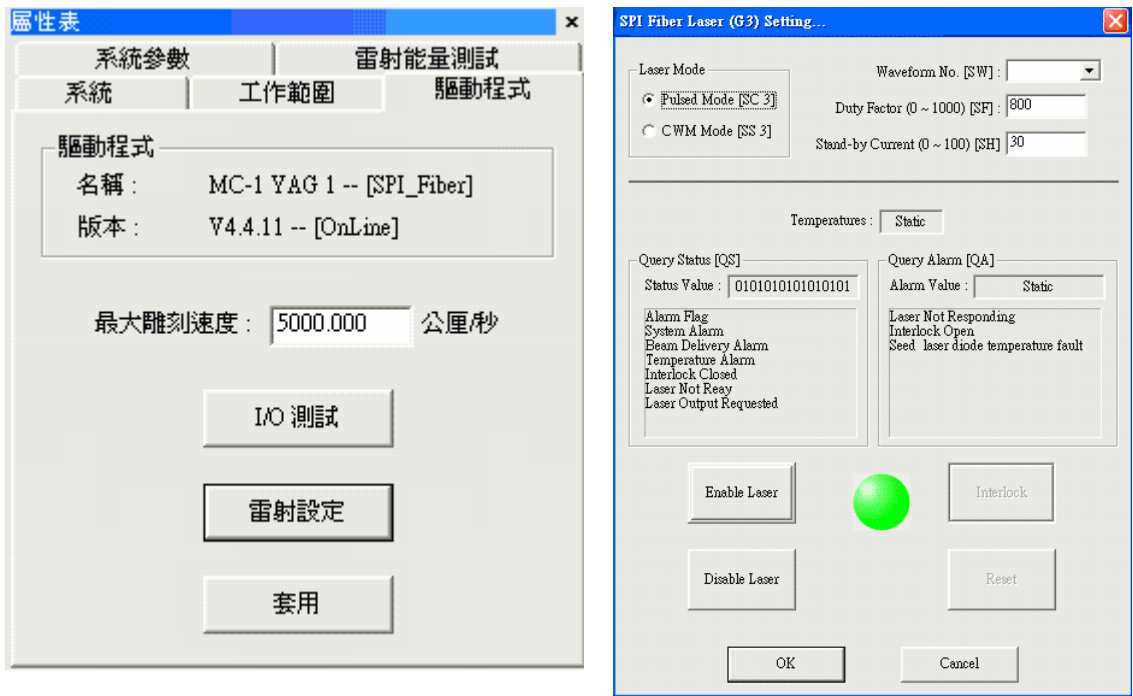 屬性表
系統參數 雷射能量測試
系統 工作範圍 驅動程式
驅動程式
名稱 : MC-1 YAG 1 -- [SPI_Fiber]
版本 : V4.4.11 -- [OnLine]
最大雕刻速度 : 5000.000 公厘/秒
I/O 測試
雷射設定
套用
SPI Fiber Laser (G3) Setting...
Laser Mode
Pulsed Mode [SC 3]
CWM Mode [SS 3]
Waveform No. [SW] :
Duty Factor (0 ~ 1000) [SF] : 800
Stand-by Current (0 ~ 100) [SH] 30
Temperatures : Static
Query Status [QS]
Status Value : 0101010101010101
Alarm Flag
System Alarm
Beam Delivery Alarm
Temperature Alarm
Interlock Closed
Laser Not Reay
Laser Output Requested
Query Alarm [QA]
Alarm Value : Static
Laser Not Responding
Interlock Open
Seed laser diode temperature fault
Enable Laser
Interlock
Disable Laser
Reset
OK
Cancel